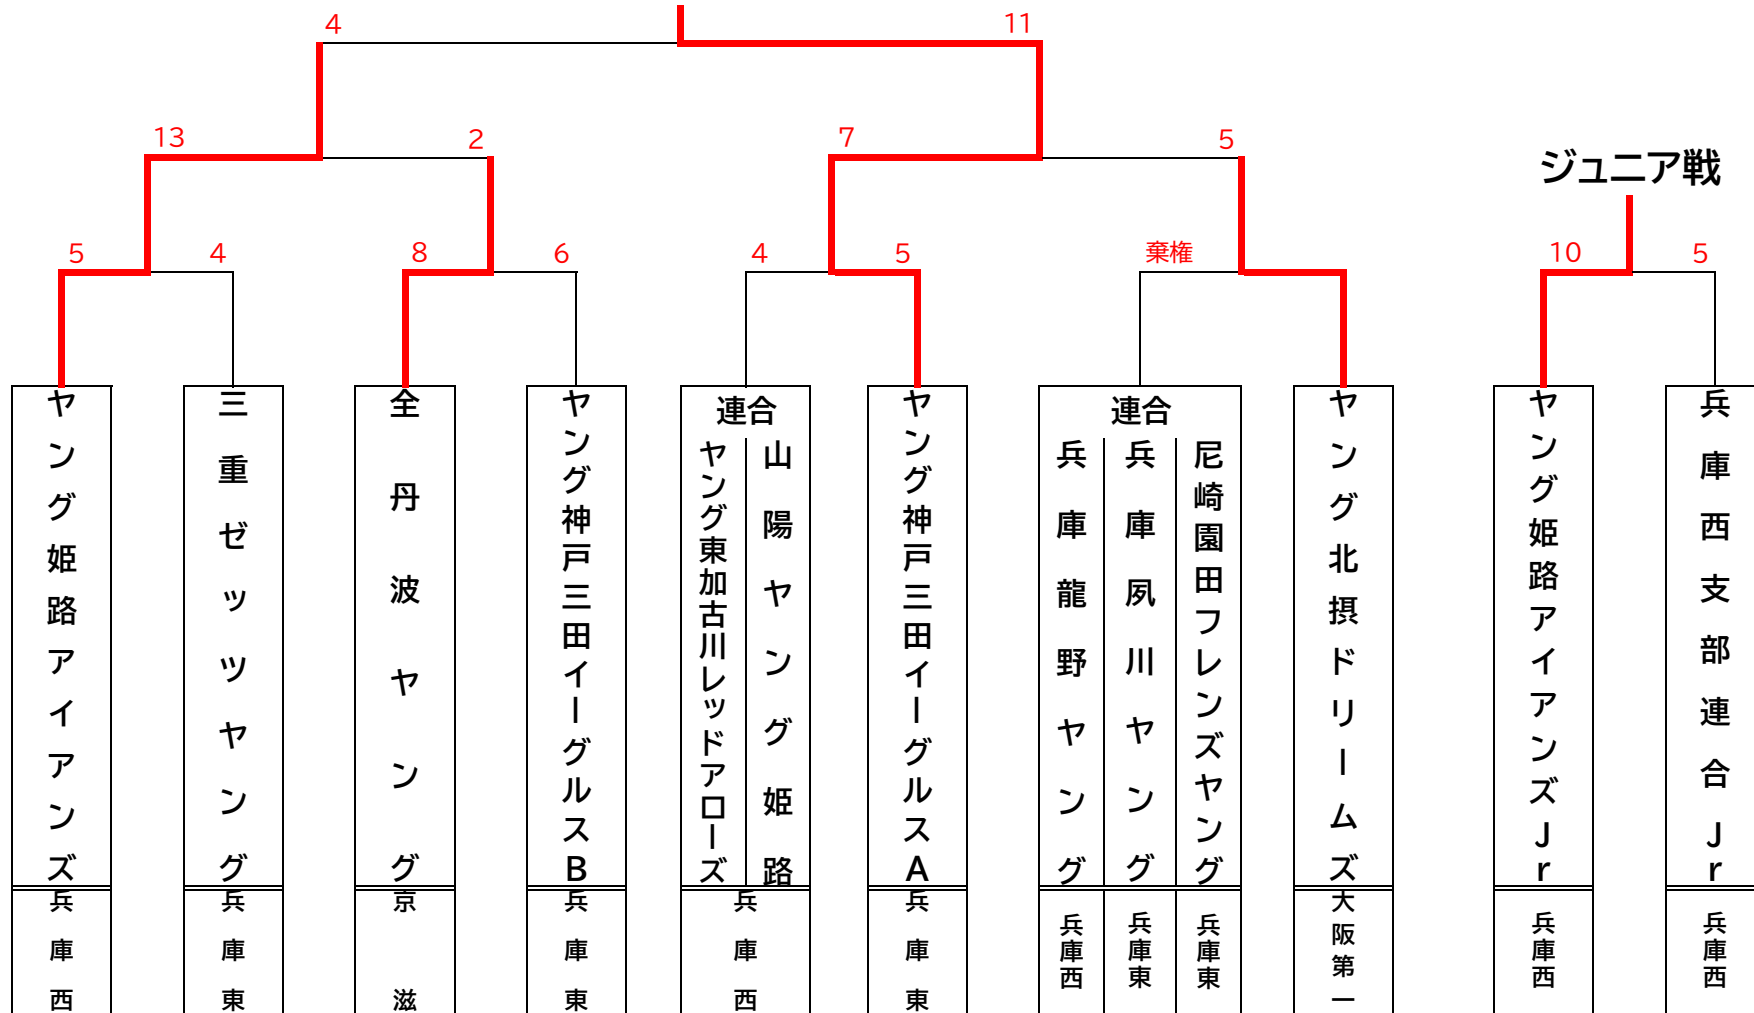 4
11
13
2
7
5
ジュニア戦
5
4
8
6
4
5
棄権
10
5
ヤング姫路アイアンズ
三重ゼッツヤング
全丹波ヤング
ヤング神戸三田イーグルスB
連合
ヤング東加古川レッドアローズ
山陽ヤング姫路
ヤング神戸三田イーグルスA
連合
兵庫龍野ヤング
兵庫夙川ヤング
尼崎園田フレンズヤング
ヤング北摂ドリームズ
ヤング姫路アイアンズJr
兵庫西支部連合Jr
兵庫西
兵庫東
京滋
兵庫東
兵庫西
兵庫東
兵庫西
兵庫東
兵庫東
大阪第一
兵庫西
兵庫西